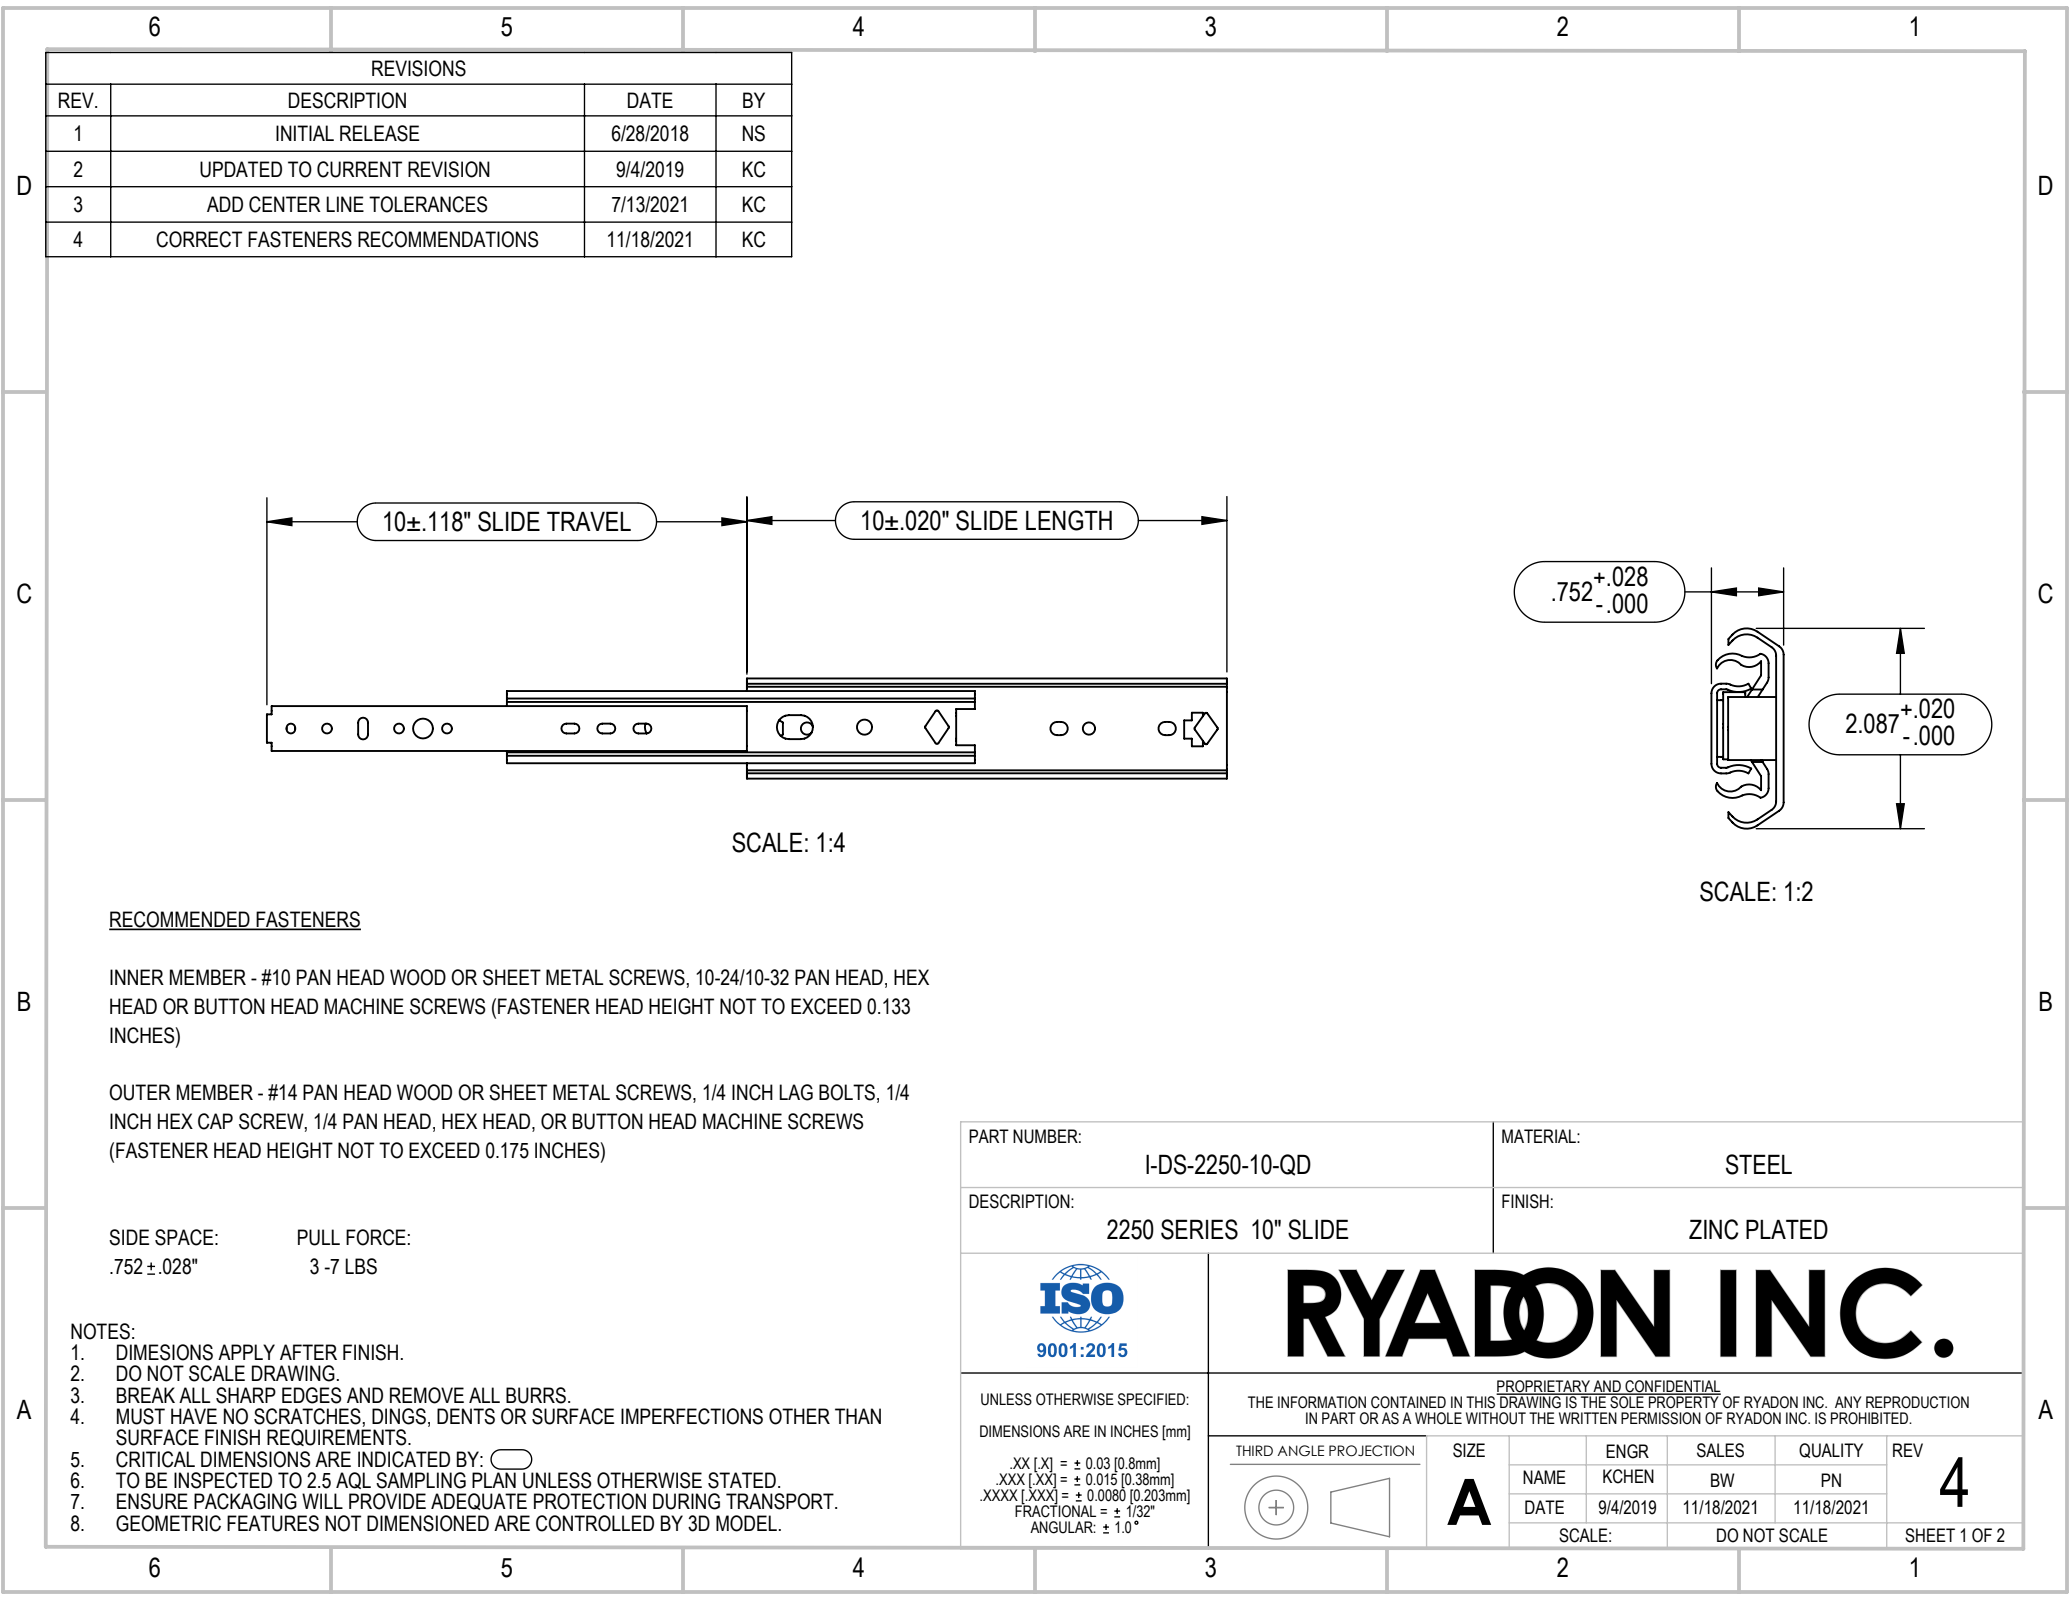 6 5 4 3 2 1
REVISIONS
REV. DESCRIPTION DATE BY
1 INITIAL RELEASE 6/28/2018 NS
2 UPDATED TO CURRENT REVISION 9/4/2019 KC
3 ADD CENTER LINE TOLERANCES 7/13/2021 KC
4 CORRECT FASTENERS RECOMMENDATIONS 11/18/2021 KC
D D
10±.118" SLIDE TRAVEL
10±.020" SLIDE LENGTH
C C
.752 +.028 -.000
2.087 +.020 -.000
SCALE: 1:4
SCALE: 1:2
RECOMMENDED FASTENERS
INNER MEMBER - #10 PAN HEAD WOOD OR SHEET METAL SCREWS, 10-24/10-32 PAN HEAD, HEX
HEAD OR BUTTON HEAD MACHINE SCREWS (FASTENER HEAD HEIGHT NOT TO EXCEED 0.133
INCHES)
B B
OUTER MEMBER - #14 PAN HEAD WOOD OR SHEET METAL SCREWS, 1/4 INCH LAG BOLTS, 1/4
INCH HEX CAP SCREW, 1/4 PAN HEAD, HEX HEAD, OR BUTTON HEAD MACHINE SCREWS
(FASTENER HEAD HEIGHT NOT TO EXCEED 0.175 INCHES)
SIDE SPACE: PULL FORCE:
.752 ± .028" 3 -7 LBS
NOTES:
1. DIMESIONS APPLY AFTER FINISH.
2. DO NOT SCALE DRAWING.
3. BREAK ALL SHARP EDGES AND REMOVE ALL BURRS.
4. MUST HAVE NO SCRATCHES, DINGS, DENTS OR SURFACE IMPERFECTIONS OTHER THAN
SURFACE FINISH REQUIREMENTS.
5. CRITICAL DIMENSIONS ARE INDICATED BY:
6. TO BE INSPECTED TO 2.5 AQL SAMPLING PLAN UNLESS OTHERWISE STATED.
7. ENSURE PACKAGING WILL PROVIDE ADEQUATE PROTECTION DURING TRANSPORT.
8. GEOMETRIC FEATURES NOT DIMENSIONED ARE CONTROLLED BY 3D MODEL.
A A
PART NUMBER:
I-DS-2250-10-QD
MATERIAL:
STEEL
DESCRIPTION:
2250 SERIES 10" SLIDE
FINISH:
ZINC PLATED
ISO
9001:2015
RYADON INC.
UNLESS OTHERWISE SPECIFIED:
DIMENSIONS ARE IN INCHES [mm]
.XX [.X] = ± 0.03 [0.8mm]
.XXX [.XX] = ± 0.015 [0.38mm]
.XXXX [.XXX] = ± 0.0080 [0.203mm]
FRACTIONAL = ± 1/32"
ANGULAR: ± 1.0°
PROPRIETARY AND CONFIDENTIAL
THE INFORMATION CONTAINED IN THIS DRAWING IS THE SOLE PROPERTY OF RYADON INC. ANY REPRODUCTION
IN PART OR AS A WHOLE WITHOUT THE WRITTEN PERMISSION OF RYADON INC. IS PROHIBITED.
THIRD ANGLE PROJECTION
SIZE
A
ENGR SALES QUALITY
NAME KCHEN BW PN
DATE 9/4/2019 11/18/2021 11/18/2021
REV
4
SCALE: DO NOT SCALE SHEET 1 OF 2
6 5 4 3 2 1